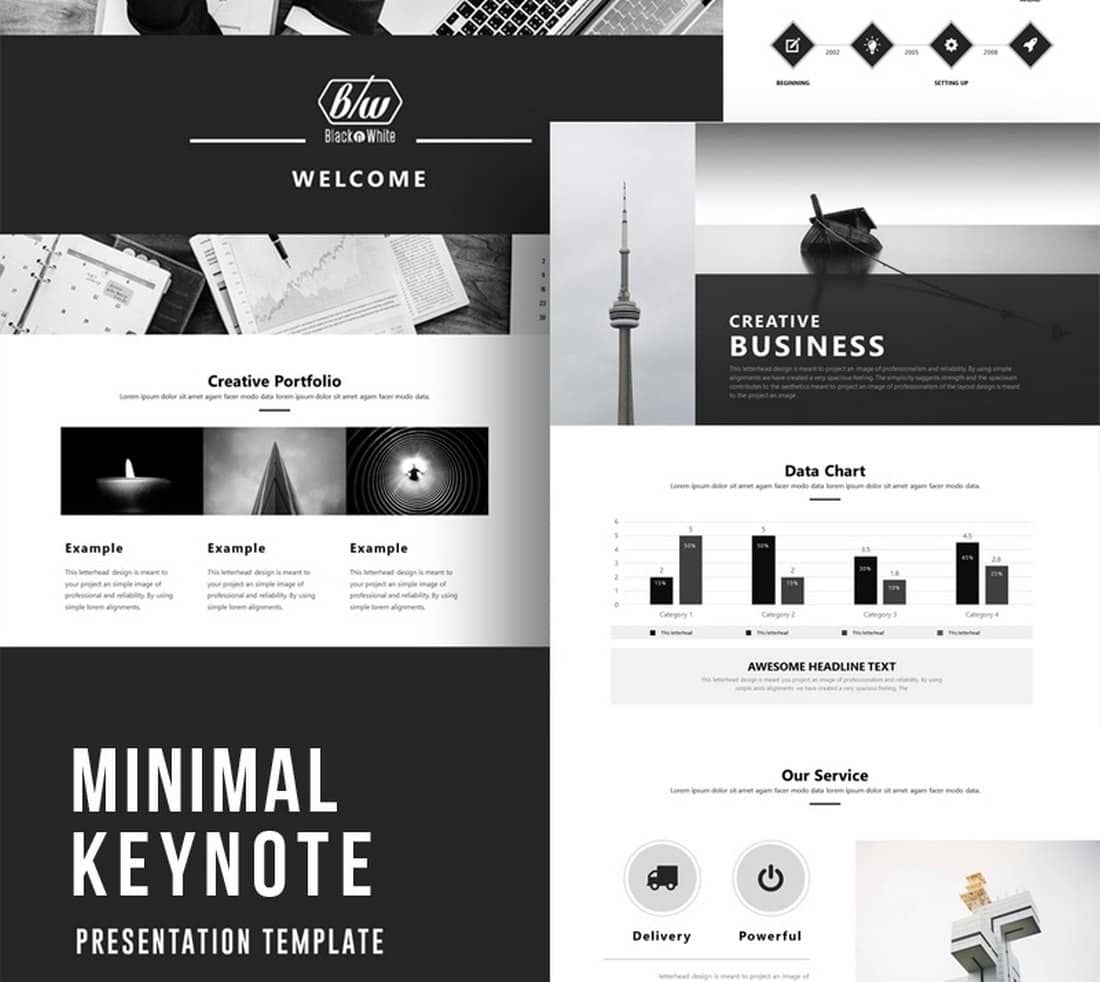 B/W
Black n White
WELCOME
Creative Portfolio
Lorem ipsum dolor sit amet agam facer modo data lorem ipsum dolor sit amet agam facer modo data.
Example
This letterhead design is meant to
your project an simple image of
professional and reliability. By using
simple lorem alignments.
Example
This letterhead design is meant to
your project an simple image of
professional and reliability. By using
simple lorem alignments.
Example
This letterhead design is meant to
your project an simple image of
professional and reliability. By using
simple lorem alignments.
MINIMAL
KEYNOTE
PRESENTATION TEMPLATE
2002
2005
2008
BEGINNING
SETTING UP
CREATIVE
BUSINESS
This letterhead design is meant to project an image of professionalism and reliability. By using simple
alignments we have created a very spacious feeling. The simplicity suggests strength and the spaciousn
contributes to the aesthetics meant to project an image of professionalism of the layout design is meant
to the project an image.
Data Chart
Lorem ipsum dolor sit amet agam facer modo data lorem ipsum dolor sit amet agam facer modo data.
6
5
4
3
2
1
0
2
15%
5
50%
5
50%
2
15%
3.5
30%
1.8
10%
4.5
45%
2.8
25%
Category 1
Category 2
Category 3
Category 4
This letterhead
This letterhead
This letterhead
This letterhead
AWESOME HEADLINE TEXT
This letterhead design is meant you project an image of professionalism and reliability. By using
simple ands alignments we have created a very spacious feeling. The
Our Service
Lorem ipsum dolor sit amet agam facer modo data lorem ipsum dolor sit amet agam facer modo data.
Delivery
Powerful
letterhead design is meant to project an image of